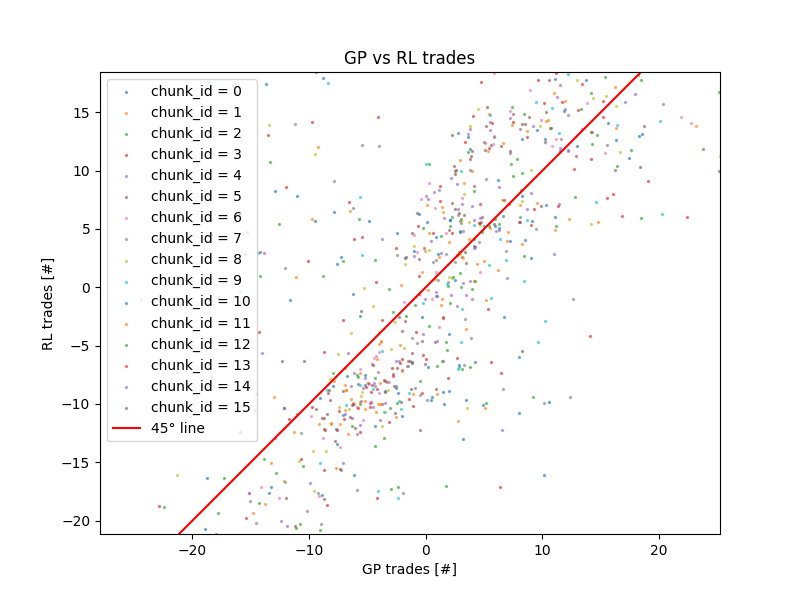 GP vs RL trades
chunk_id = 0
chunk_id = 1
chunk_id = 2
chunk_id = 3
chunk_id = 4
chunk_id = 5
chunk_id = 6
chunk_id = 7
chunk_id = 8
chunk_id = 9
chunk_id = 10
chunk_id = 11
chunk_id = 12
chunk_id = 13
chunk_id = 14
chunk_id = 15
45° line
RL trades [#]
15
10
5
0
−5
−10
−15
−20
−20
−10
0
10
20
GP trades [#]